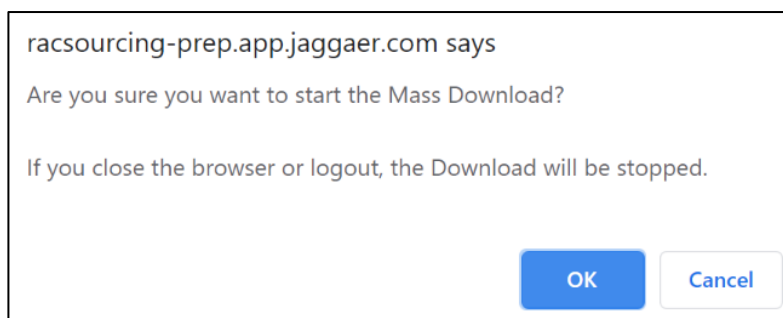 racsourcing-prep.app.jaggaer.com says
Are you sure you want to start the Mass Download?
If you close the browser or logout, the Download will be stopped.
OK Cancel